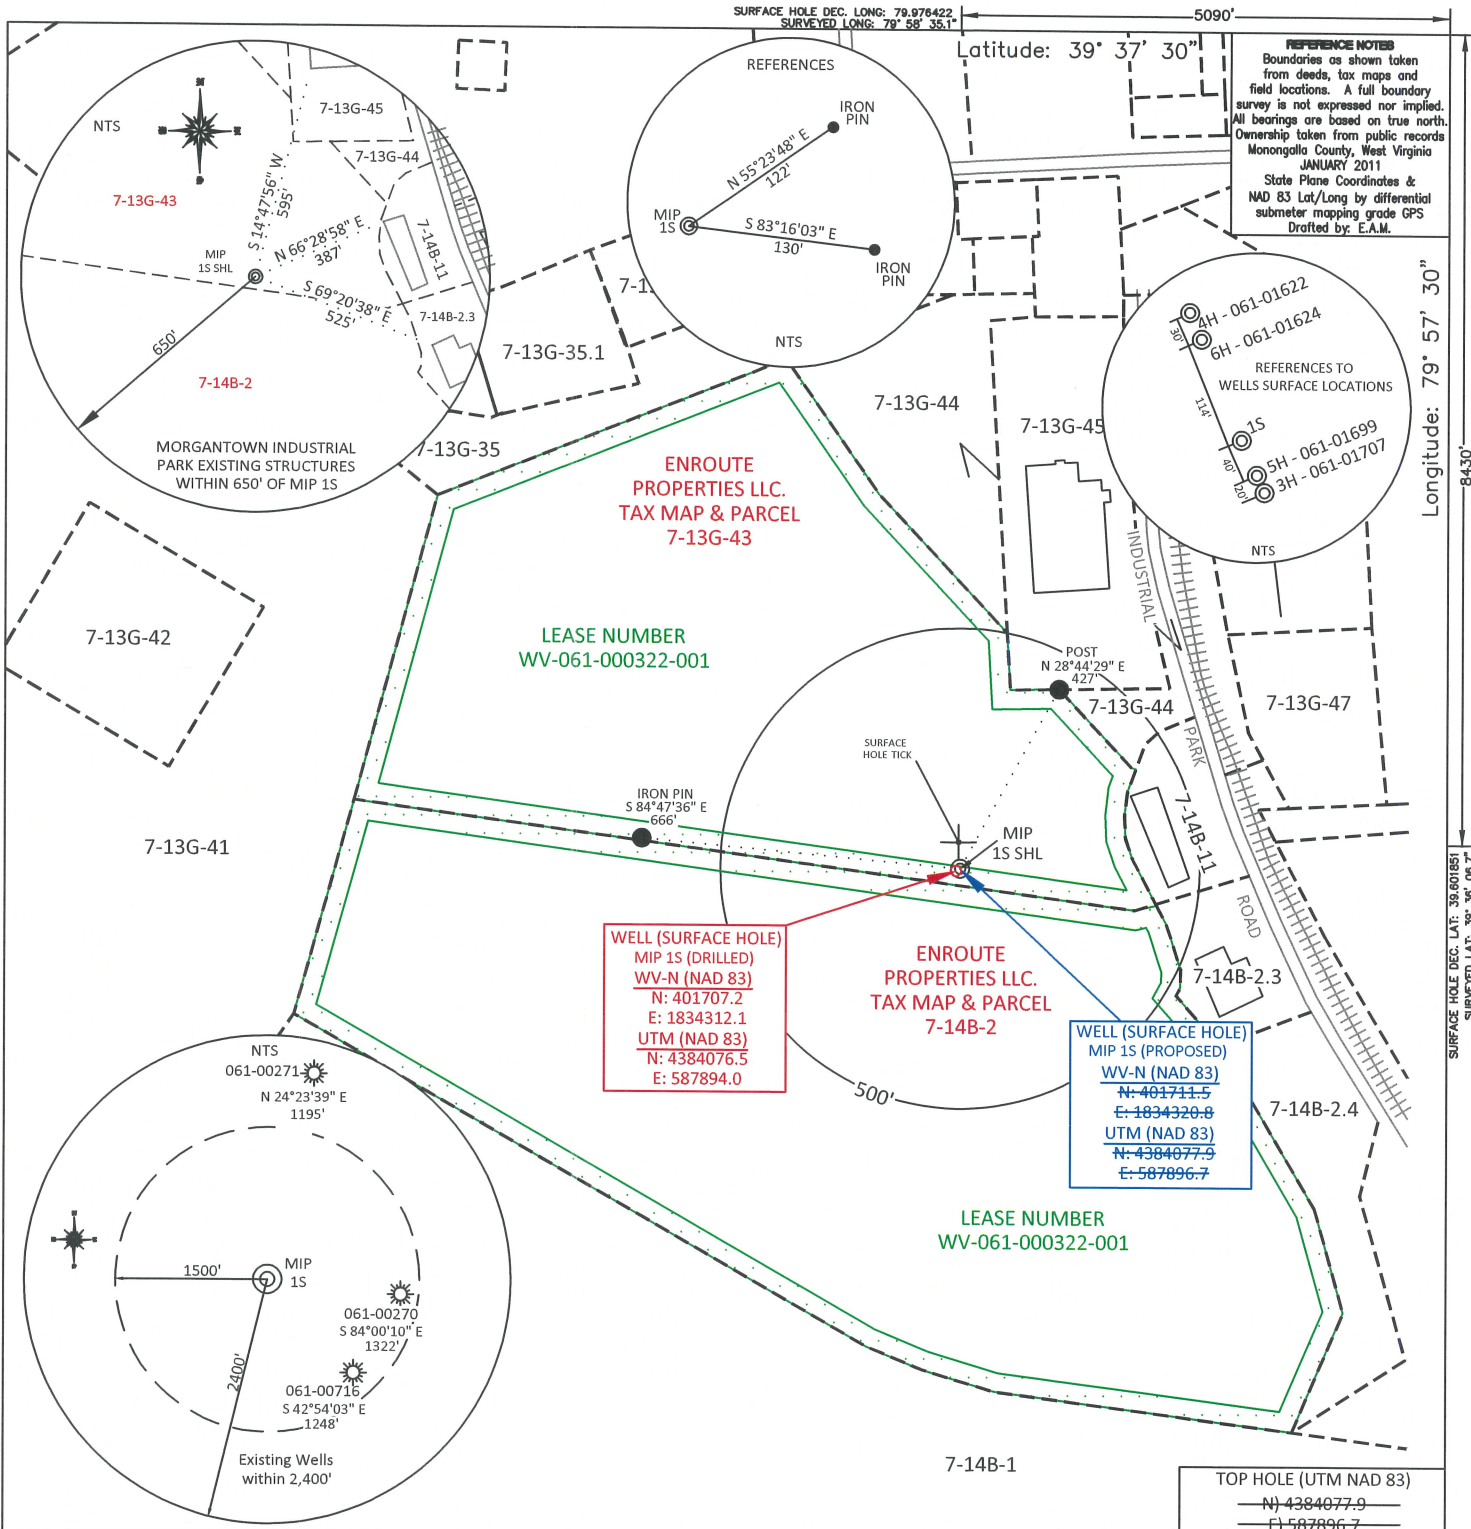 SURFACE HOLE DEC. LONG: 79.976422
SURVEYED LONG: 79° 58' 35.1"
5090'
Latitude: 39° 37' 30"
REFERENCE NOTES
Boundaries as shown taken
from deeds, tax maps and
field locations. A full boundary
survey is not expressed nor implied.
All bearings are based on true north.
Ownership taken from public records
Monongalia County, West Virginia
JANUARY 2011
State Plane Coordinates &
NAD 83 Lat/Long by differential
submeter mapping grade GPS
Drafted by: E.A.M.
Longitude: 79° 57' 30"
8430'
SURFACE HOLE DEC. LAT: 39.601851
SURVEYED LAT: 39° 36' 06.7"
NTS
7-13G-45
7-13G-44
7-13G-43
S 14°47'56" W
595'
N 66°28'58" E
387'
7-14B-11
MIP
1S SHL
S 69°20'38" E
525'
7-14B-2.3
650'
7-14B-2
MORGANTOWN INDUSTRIAL
PARK EXISTING STRUCTURES
WITHIN 650' OF MIP 1S
REFERENCES
IRON
PIN
N 55°23'48" E
122'
MIP
1S
S 83°16'03" E
130'
IRON
PIN
NTS
4H - 061-01622
30'
6H - 061-01624
REFERENCES TO
WELLS SURFACE LOCATIONS
114'
1S
40'
5H - 061-01699
20'
3H - 061-01707
NTS
7-13G-35.1
7-13G-35
7-13G-44
7-13G-45
ENROUTE
PROPERTIES LLC.
TAX MAP & PARCEL
7-13G-43
LEASE NUMBER
WV-061-000322-001
7-13G-42
7-13G-41
INDUSTRIAL
PARK
ROAD
POST
N 28°44'29" E
427'
7-13G-44
7-13G-47
SURFACE
HOLE TICK
IRON PIN
S 84°47'36" E
666'
MIP
1S SHL
7-14B-11
7-14B-2.3
7-14B-2.4
WELL (SURFACE HOLE)
MIP 1S (DRILLED)
WV-N (NAD 83)
N: 401707.2
E: 1834312.1
UTM (NAD 83)
N: 4384076.5
E: 587894.0
ENROUTE
PROPERTIES LLC.
TAX MAP & PARCEL
7-14B-2
WELL (SURFACE HOLE)
MIP 1S (PROPOSED)
WV-N (NAD 83)
N: 401711.5
E: 1834320.8
UTM (NAD 83)
N: 4384077.9
E: 587896.7
500'
LEASE NUMBER
WV-061-000322-001
NTS
061-00271
N 24°23'39" E
1195'
1500'
MIP
1S
061-00270
S 84°00'10" E
1322'
2400'
061-00716
S 42°54'03" E
1248'
Existing Wells
within 2,400'
7-14B-1
TOP HOLE (UTM NAD 83)
N) 4384077.9
E) 587896.7